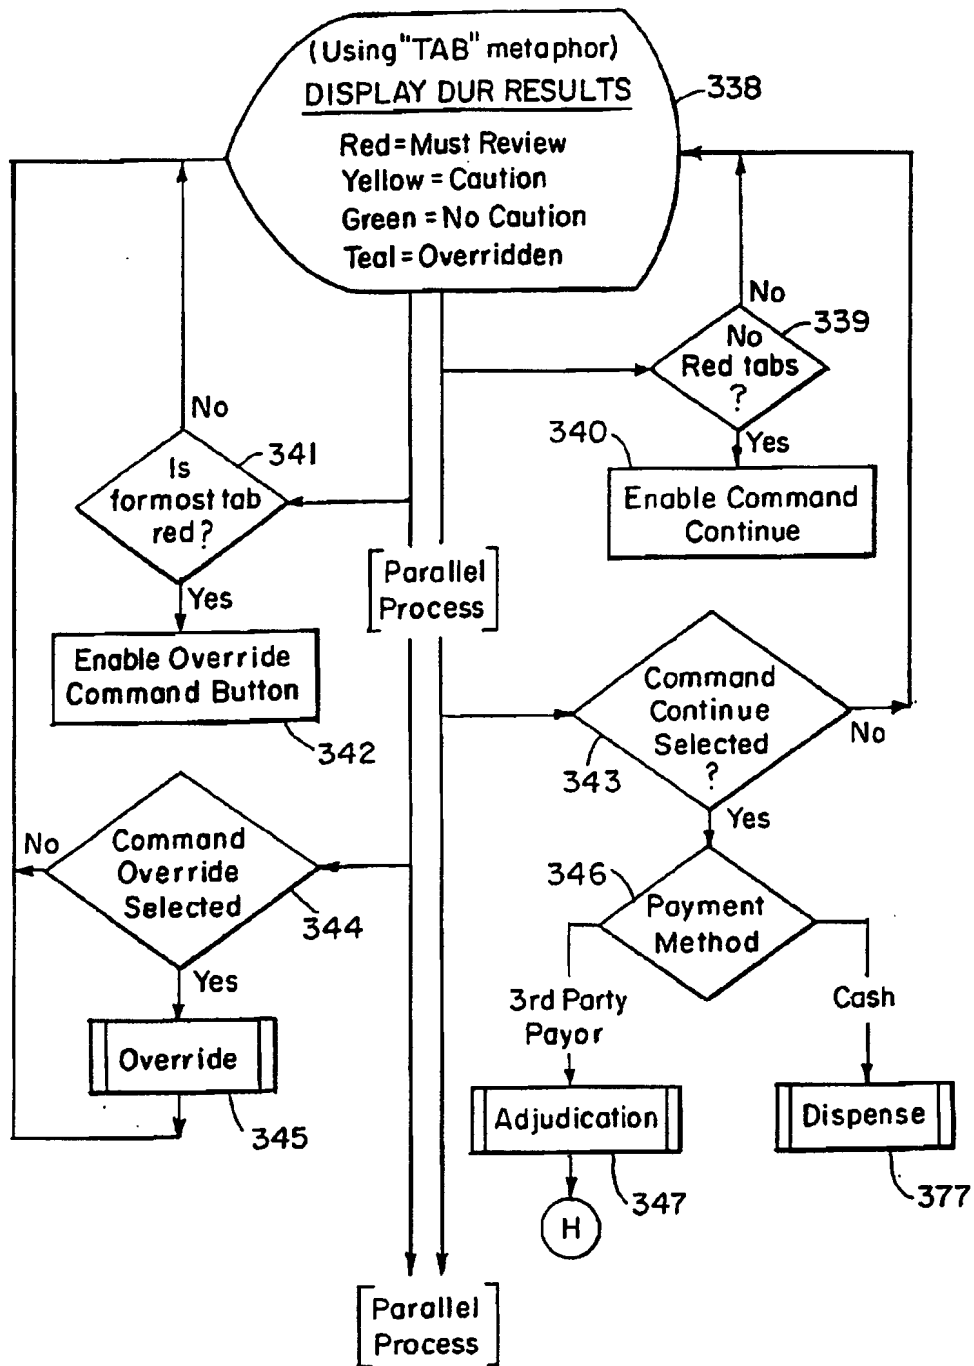 (Using "TAB" metaphor)
DISPLAY DUR RESULTS
Red=Must Review
Yellow=Caution
Green=No Caution
Teal=Overridden
338
No
339
No
Red tabs
?
Yes
340
Enable Command
Continue
No
341
Is
formost tab
red?
Yes
Enable Override
Command Button
342
[Parallel
Process]
Command
Continue
Selected
?
343
No
Yes
No
Command
Override
Selected
344
Yes
Override
345
346
Payment
Method
3rd Party
Payor
Cash
Adjudication
347
Dispense
377
H
[Parallel
Process]